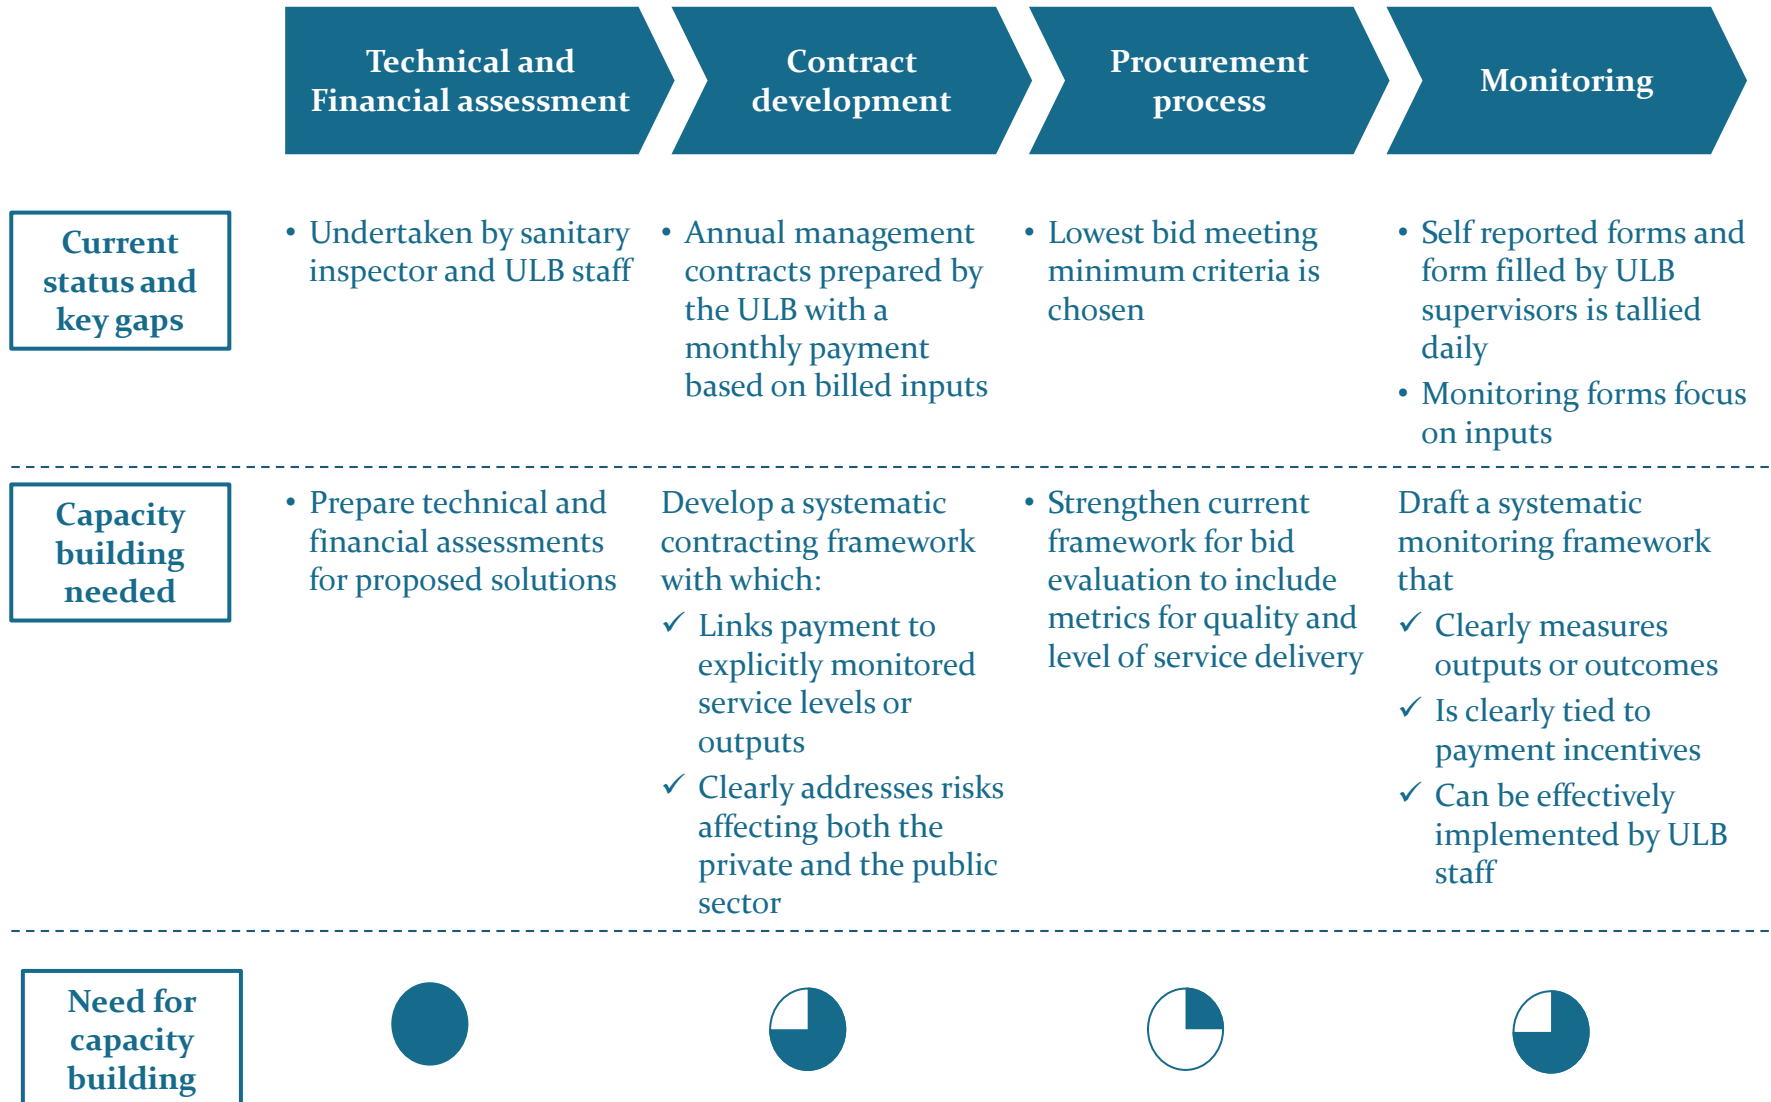 Technical and
Financial assessment
Contract
development
Procurement
process
Monitoring
Current
status and
key gaps
• Undertaken by sanitary
inspector and ULB staff
• Annual management
contracts prepared by
the ULB with a
monthly payment
based on billed inputs
• Lowest bid meeting
minimum criteria is
chosen
• Self reported forms and
form filled by ULB
supervisors is tallied
daily
• Monitoring forms focus
on inputs
Capacity
building
needed
• Prepare technical and
financial assessments
for proposed solutions
Develop a systematic
contracting framework
with which:
✓ Links payment to
explicitly monitored
service levels or
outputs
✓ Clearly addresses risks
affecting both the
private and the public
sector
• Strengthen current
framework for bid
evaluation to include
metrics for quality and
level of service delivery
Draft a systematic
monitoring framework
that
✓ Clearly measures
outputs or outcomes
✓ Is clearly tied to
payment incentives
✓ Can be effectively
implemented by ULB
staff
Need for
capacity
building